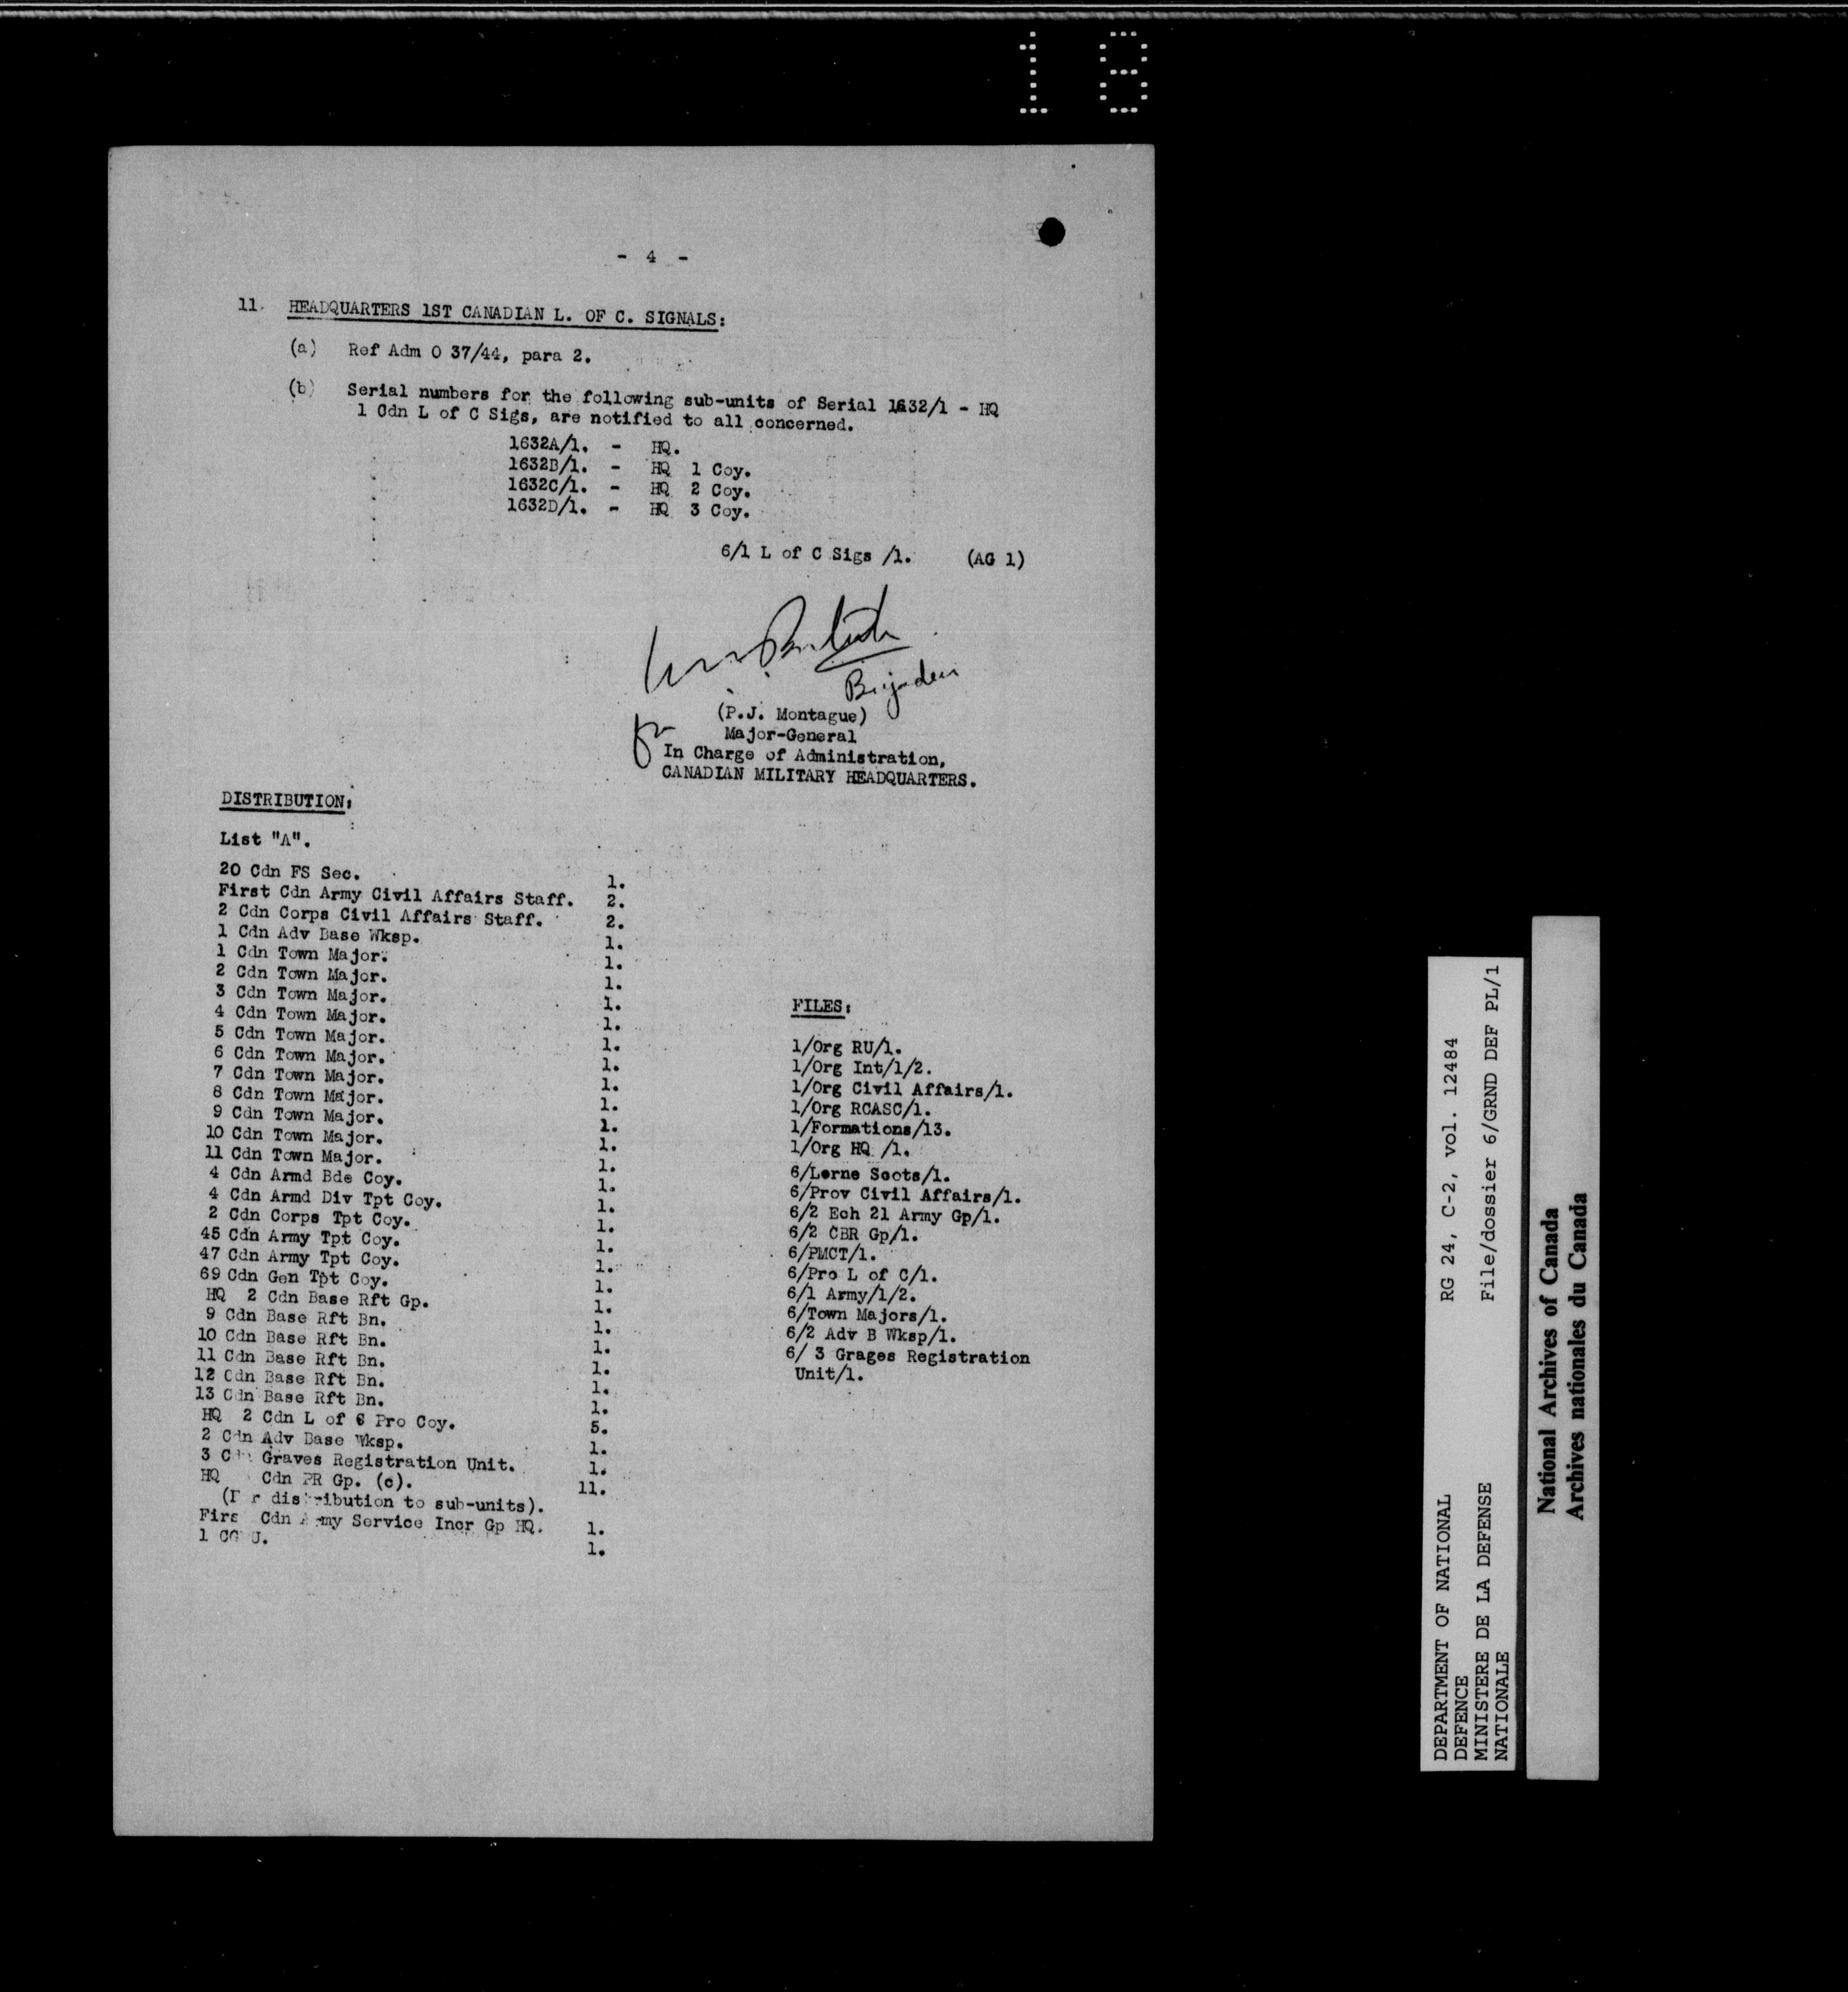 18
- 4 -
11. HEADQUARTERS 1ST CANADIAN L. OF C. SIGNALS:
(a) Ref Adm O 37/44, para 2.
(b) Serial numbers for the following sub-units of Serial 1632/1 - HQ
1 Cdn L of C Sigs, are notified to all concerned.
1632A/1. - HQ.
1632B/1. - HQ 1 Coy.
1632C/1. - HQ 2 Coy.
1632D/1. - HQ 3 Coy.
6/1 L of C Sigs /1. (AG 1)
Brigadier
(P.J. Montague)
Major-General
for In Charge of Administration,
CANADIAN MILITARY HEADQUARTERS.
DISTRIBUTION:
List "A".
20 Cdn FS Sec. 1.
First Cdn Army Civil Affairs Staff. 2.
2 Cdn Corps Civil Affairs Staff. 2.
1 Cdn Adv Base Wksp. 1.
1 Cdn Town Major. 1.
2 Cdn Town Major. 1.
3 Cdn Town Major. 1.
4 Cdn Town Major. 1.
5 Cdn Town Major. 1.
6 Cdn Town Major. 1.
7 Cdn Town Major. 1.
8 Cdn Town Major. 1.
9 Cdn Town Major. 1.
10 Cdn Town Major. 1.
11 Cdn Town Major. 1.
4 Cdn Armd Bde Coy. 1.
4 Cdn Armd Div Tpt Coy. 1.
2 Cdn Corps Tpt Coy. 1.
45 Cdn Army Tpt Coy. 1.
47 Cdn Army Tpt Coy. 1.
69 Cdn Gen Tpt Coy. 1.
HQ 2 Cdn Base Rft Gp. 1.
9 Cdn Base Rft Bn. 1.
10 Cdn Base Rft Bn. 1.
11 Cdn Base Rft Bn. 1.
12 Cdn Base Rft Bn. 1.
13 Cdn Base Rft Bn. 1.
HQ 2 Cdn L of C Pro Coy. 5.
2 Cdn Adv Base Wksp. 1.
3 Cdn Graves Registration Unit. 1.
HQ Cdn PR Gp. (c). 11.
(For distribution to sub-units).
First Cdn Army Service Incr Gp HQ. 1.
1 CG U. 1.
FILES:
1/Org RU/1.
1/Org Int/1/2.
1/Org Civil Affairs/1.
1/Org RCASC/1.
1/Formations/13.
1/Org HQ /1.
6/Lorne Scots/1.
6/Prov Civil Affairs/1.
6/2 Ech 21 Army Gp/1.
6/2 CBR Gp/1.
6/PMCT/1.
6/Pro L of C/1.
6/1 Army/1/2.
6/Town Majors/1.
6/2 Adv B Wksp/1.
6/ 3 Grages Registration
Unit/1.
DEPARTMENT OF NATIONAL RG 24, C-2, vol. 12484
DEFENCE
MINISTERE DE LA DEFENSE File/dossier 6/GRND DEF PL/1
NATIONALE
National Archives of Canada
Archives nationales du Canada